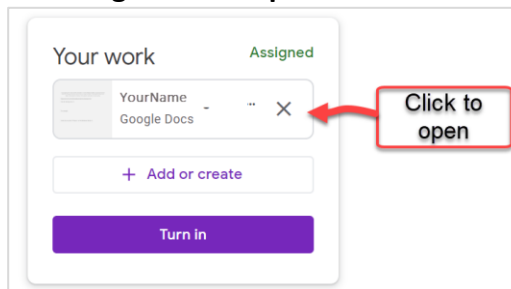 Your work Assigned
YourName - ...
Google Docs
Click to
open
+ Add or create
Turn in